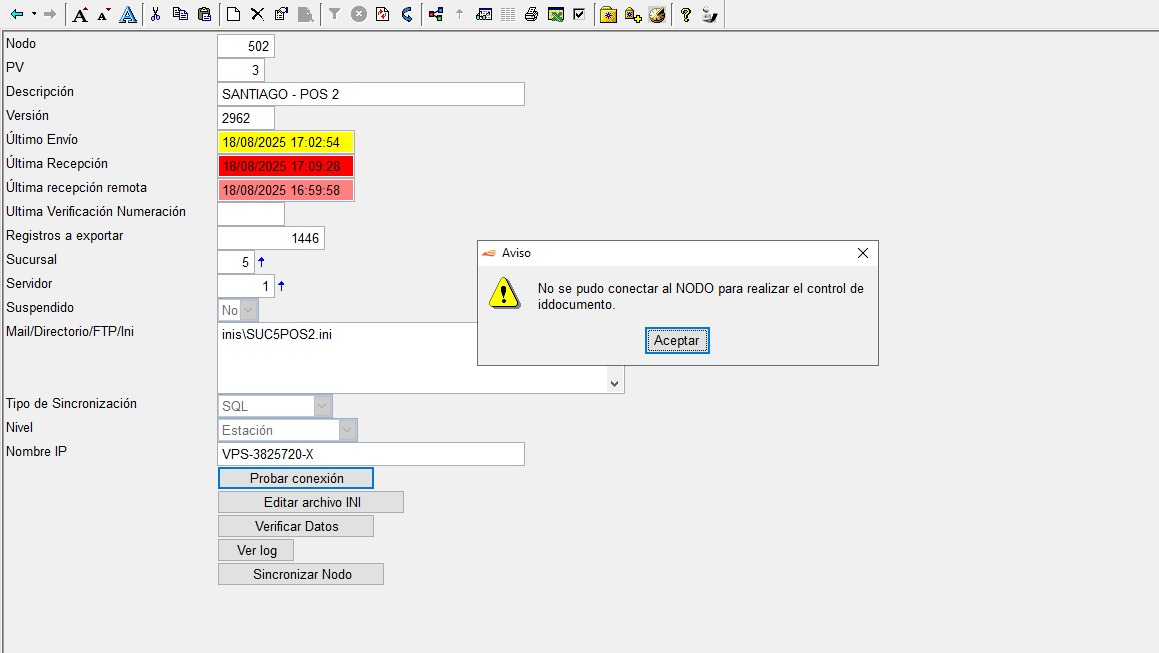 Nodo 502
PV 3
Descripción SANTIAGO - POS 2
Versión 2962
Último Envío 18/08/2025 17:02:54
Última Recepción 18/08/2025 17:09:28
Última recepción remota 18/08/2025 16:59:58
Ultima Verificación Numeración
Registros a exportar 1446
Sucursal 5
Servidor 1
Suspendido No
Mail/Directorio/FTP/Ini inis\SUC5POS2.ini
Tipo de Sincronización SQL
Nivel Estación
Nombre IP VPS-3825720-X
Probar conexión
Editar archivo INI
Verificar Datos
Ver log
Sincronizar Nodo
Aviso
No se pudo conectar al NODO para realizar el control de
iddocumento.
Aceptar